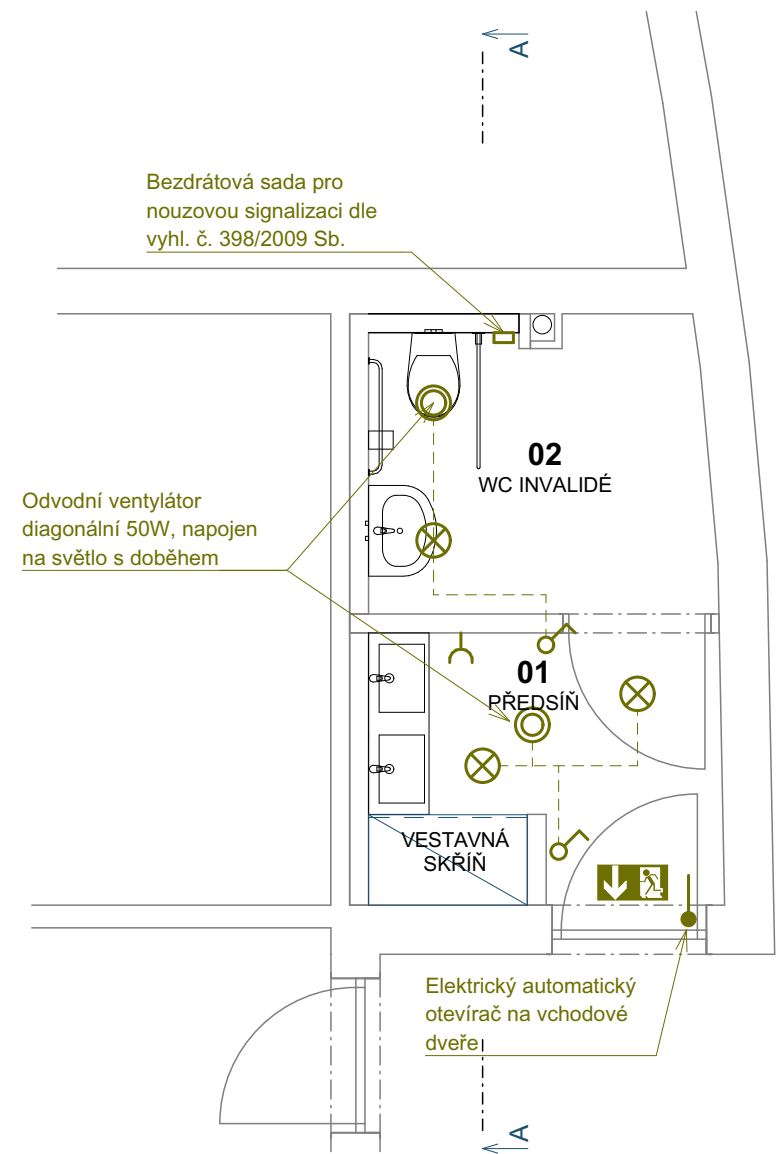 A
Bezdrátová sada pro
nouzovou signalizaci dle
vyhl. č. 398/2009 Sb.
02
WC INVALIDÉ
Odvodní ventylátor
diagonální 50W, napojen
na světlo s doběhem
01
PŘEDSÍŇ
VESTAVNÁ
SKŘÍŇ
Elektrický automatický
otevírač na vchodové
dveře
A